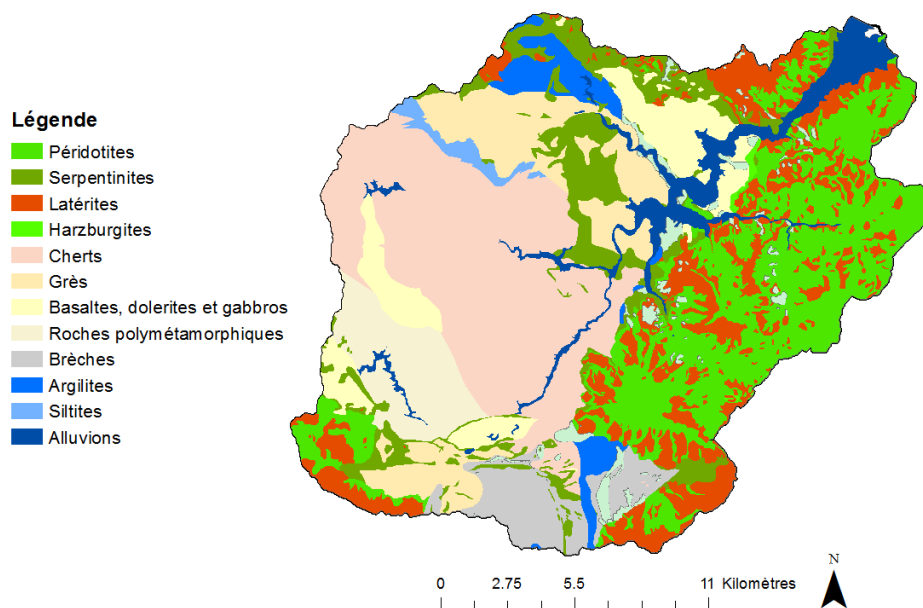 Légende
Péridotites
Serpentinites
Latérites
Harzburgites
Cherts
Grès
Basaltes, dolerites et gabbros
Roches polymétamorphiques
Brèches
Argilites
Siltites
Alluvions
N
0 2.75 5.5 11 Kilomètres